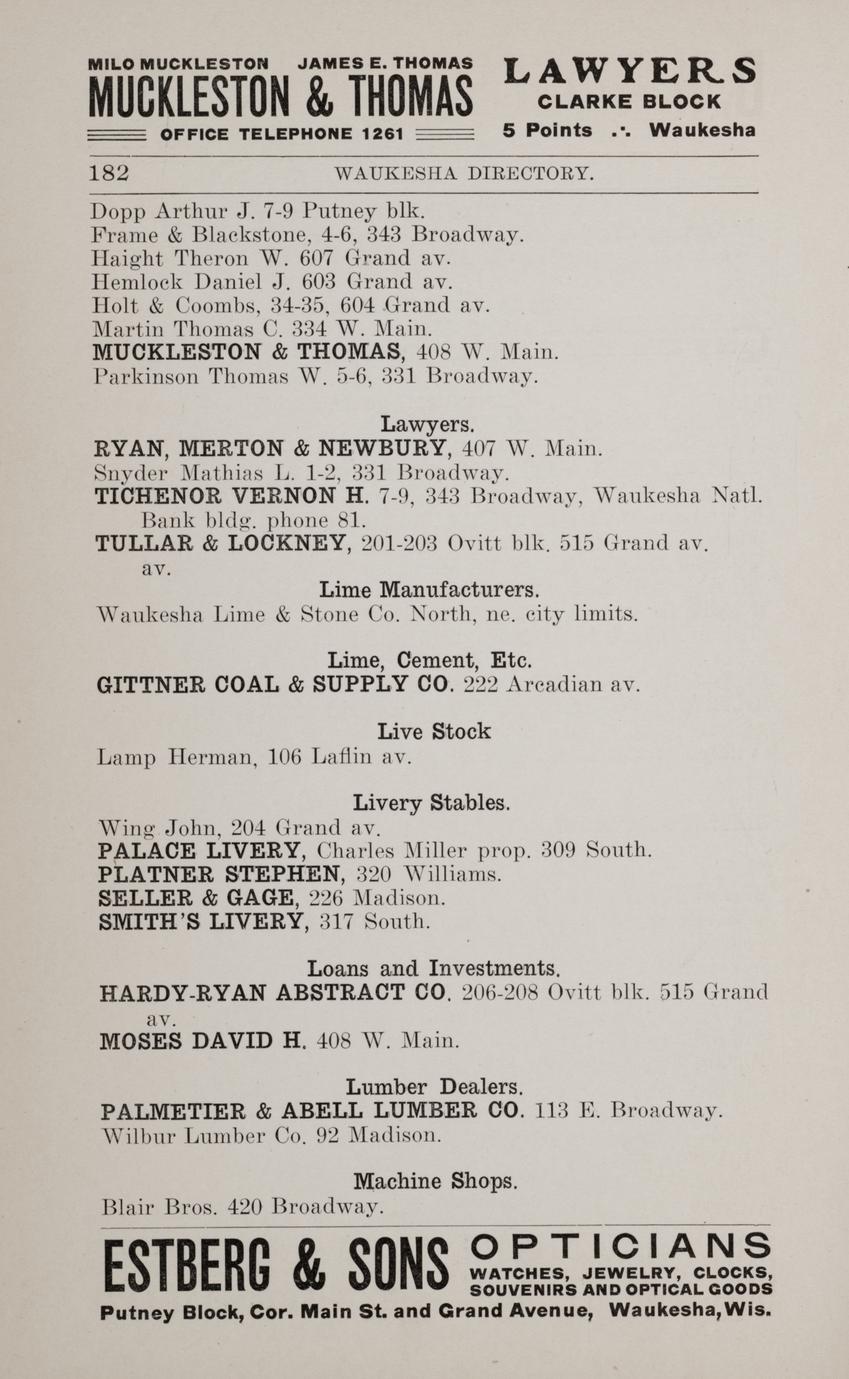 MILO MUCKLESTON JAMES E. THOMAS
MUCKLESTON & THOMAS
OFFICE TELEPHONE 1261
LAWYERS
CLARKE BLOCK
5 Points .·. Waukesha
182 WAUKESHA DIRECTORY.
Dopp Arthur J. 7-9 Putney blk.
Frame & Blackstone, 4-6, 343 Broadway.
Haight Theron W. 607 Grand av.
Hemlock Daniel J. 603 Grand av.
Holt & Coombs, 34-35, 604 Grand av.
Martin Thomas C. 334 W. Main.
MUCKLESTON & THOMAS, 408 W. Main.
Parkinson Thomas W. 5-6, 331 Broadway.
Lawyers.
RYAN, MERTON & NEWBURY, 407 W. Main.
Snyder Mathias L. 1-2, 331 Broadway.
TICHENOR VERNON H. 7-9, 343 Broadway, Waukesha Natl.
Bank bldg. phone 81.
TULLAR & LOCKNEY, 201-203 Ovitt blk. 515 Grand av.
av.
Lime Manufacturers.
Waukesha Lime & Stone Co. North, ne. city limits.
Lime, Cement, Etc.
GITTNER COAL & SUPPLY CO. 222 Arcadian av.
Live Stock
Lamp Herman, 106 Laflin av.
Livery Stables.
Wing John, 204 Grand av.
PALACE LIVERY, Charles Miller prop. 309 South.
PLATNER STEPHEN, 320 Williams.
SELLER & GAGE, 226 Madison.
SMITH'S LIVERY, 317 South.
Loans and Investments.
HARDY-RYAN ABSTRACT CO. 206-208 Ovitt blk. 515 Grand
av.
MOSES DAVID H. 408 W. Main.
Lumber Dealers.
PALMETIER & ABELL LUMBER CO. 113 E. Broadway.
Wilbur Lumber Co. 92 Madison.
Machine Shops.
Blair Bros. 420 Broadway.
ESTBERG & SONS
OPTICIANS
WATCHES, JEWELRY, CLOCKS,
SOUVENIRS AND OPTICAL GOODS
Putney Block, Cor. Main St. and Grand Avenue, Waukesha, Wis.